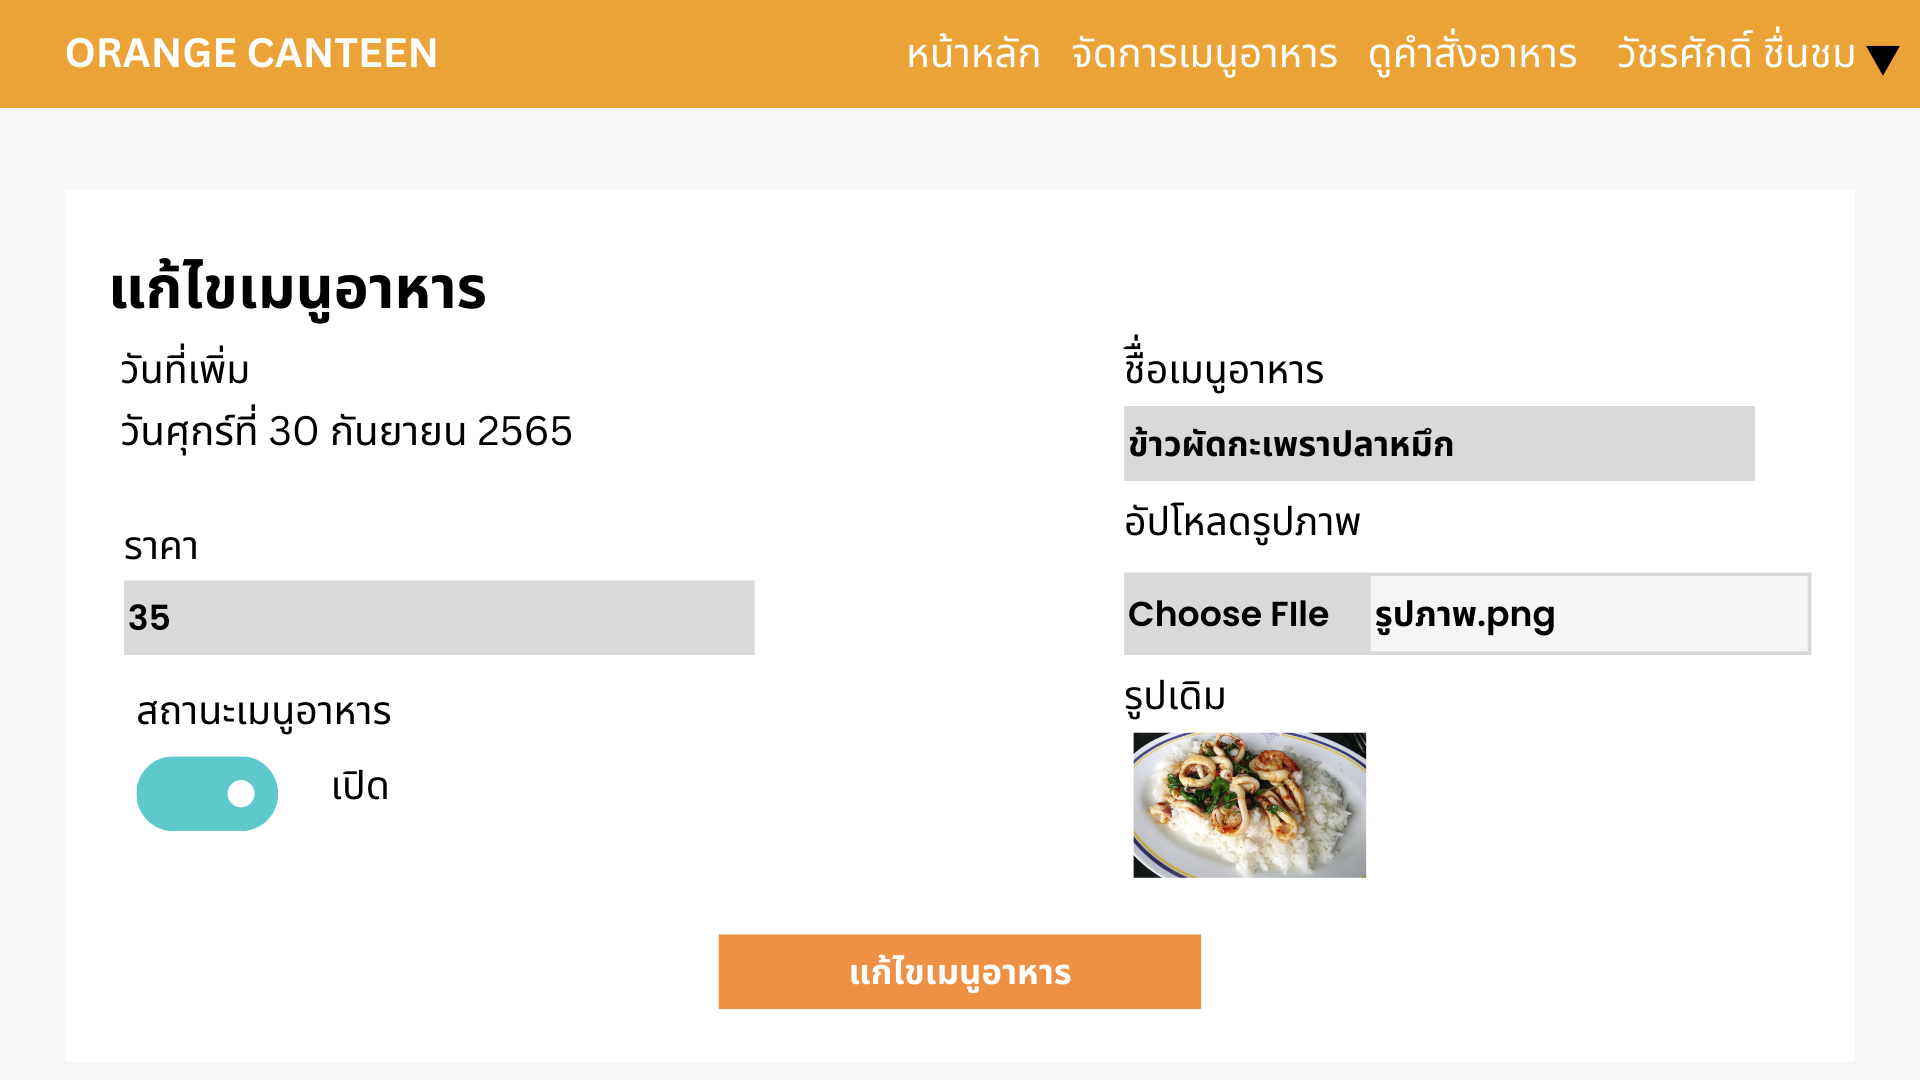 ORANGE CANTEEN
หน้าหลัก จัดการเมนูอาหาร ดูคำสั่งอาหาร วัชรศักดิ์ ชื่นชม
แก้ไขเมนูอาหาร
วันที่เพิ่ม
วันศุกร์ที่ 30 กันยายน 2565
ราคา
35
สถานะเมนูอาหาร
เปิด
ชื่่อเมนูอาหาร
ข้าวผัดกะเพราปลาหมึก
อัปโหลดรูปภาพ
Choose FIle รูปภาพ.png
รูปเดิม
แก้ไขเมนูอาหาร